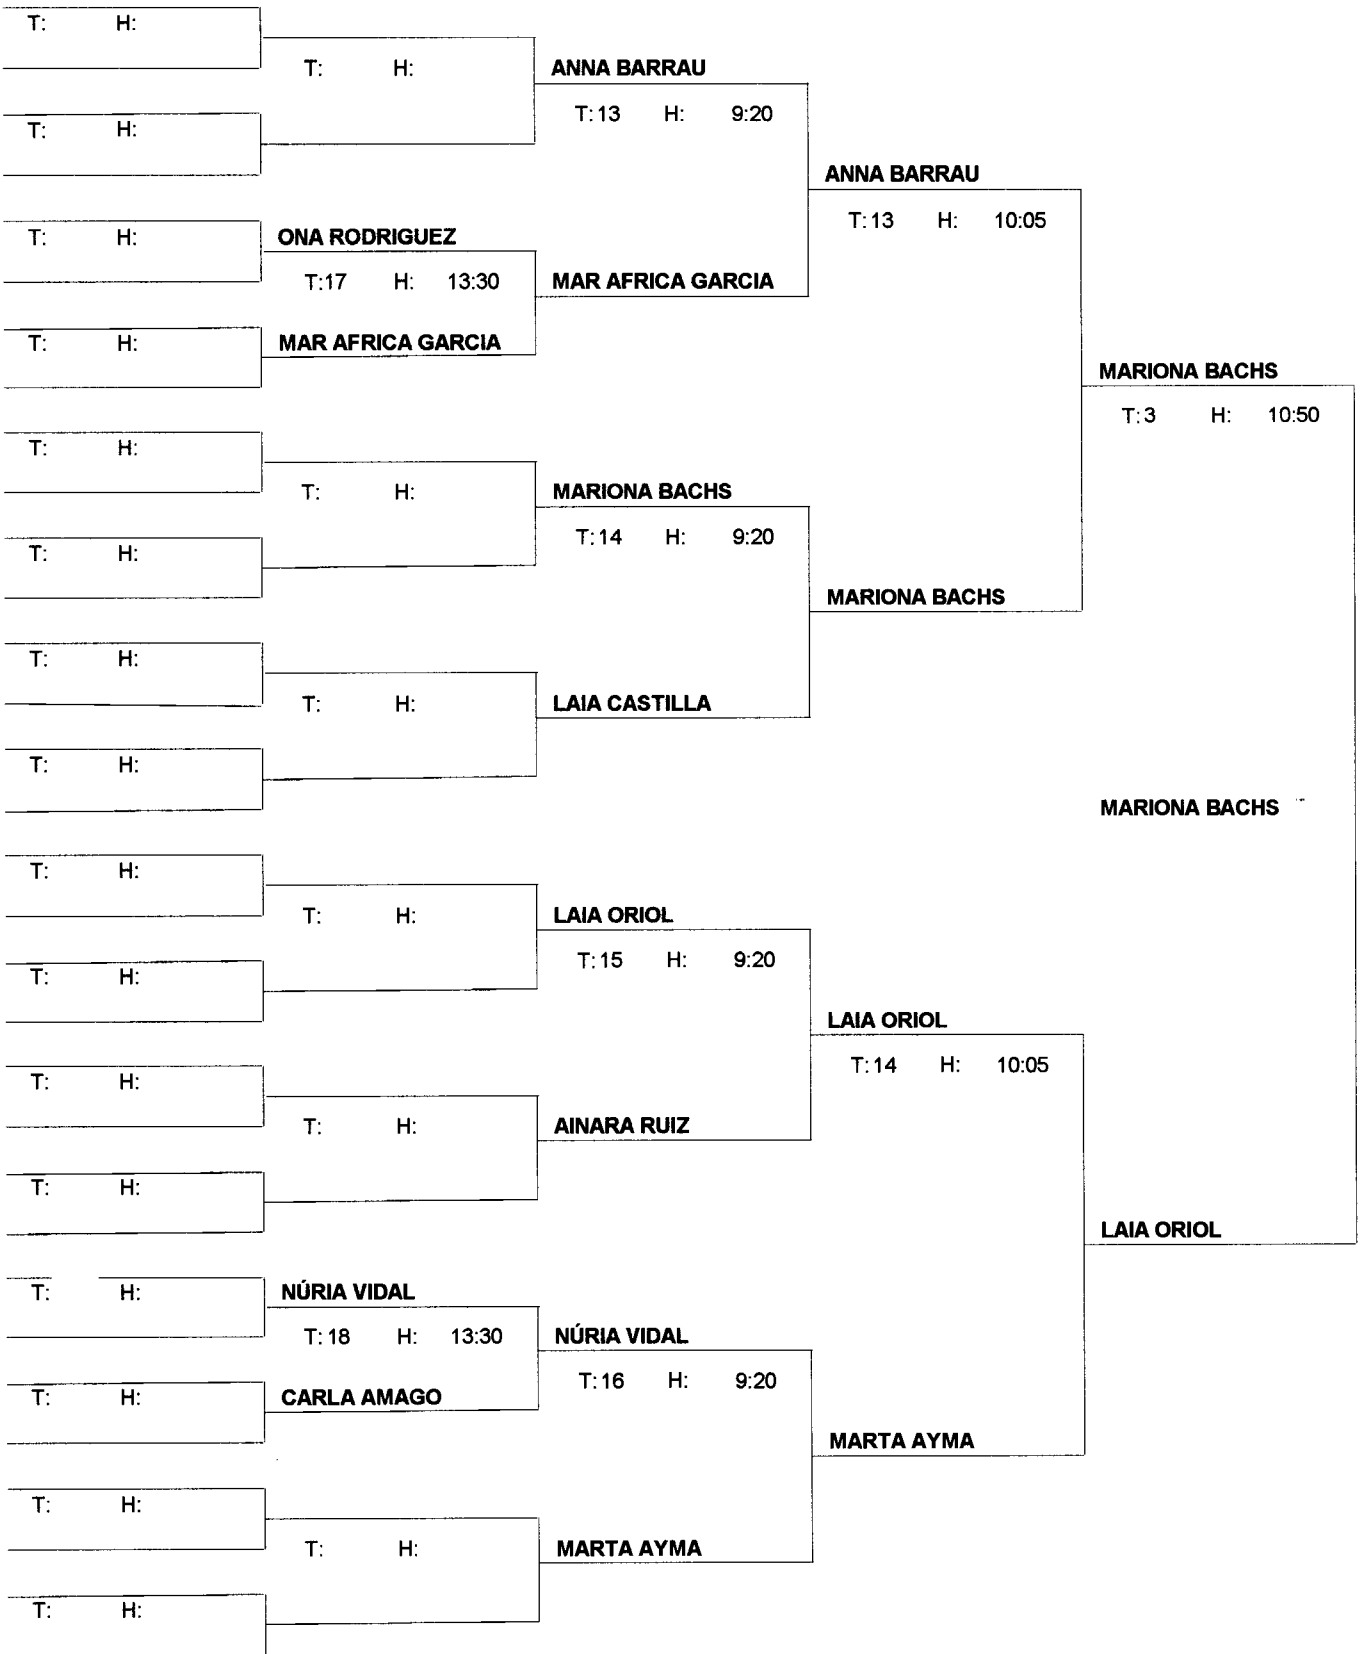 T: H:
T: H:
ANNA BARRAU
T: H:
T:13 H: 9:20
ANNA BARRAU
T: H:
ONA RODRIGUEZ
T:13 H: 10:05
T:17 H: 13:30
MAR AFRICA GARCIA
T: H:
MAR AFRICA GARCIA
MARIONA BACHS
T:3 H: 10:50
T: H:
T: H:
MARIONA BACHS
T:14 H: 9:20
T: H:
MARIONA BACHS
T: H:
T: H:
LAIA CASTILLA
T: H:
MARIONA BACHS
T: H:
T: H:
LAIA ORIOL
T:15 H: 9:20
T: H:
LAIA ORIOL
T:14 H: 10:05
T: H:
T: H:
AINARA RUIZ
T: H:
LAIA ORIOL
T: H:
NÚRIA VIDAL
T:18 H: 13:30
NÚRIA VIDAL
T:16 H: 9:20
T: H:
CARLA AMAGO
MARTA AYMA
T: H:
T: H:
MARTA AYMA
T: H: